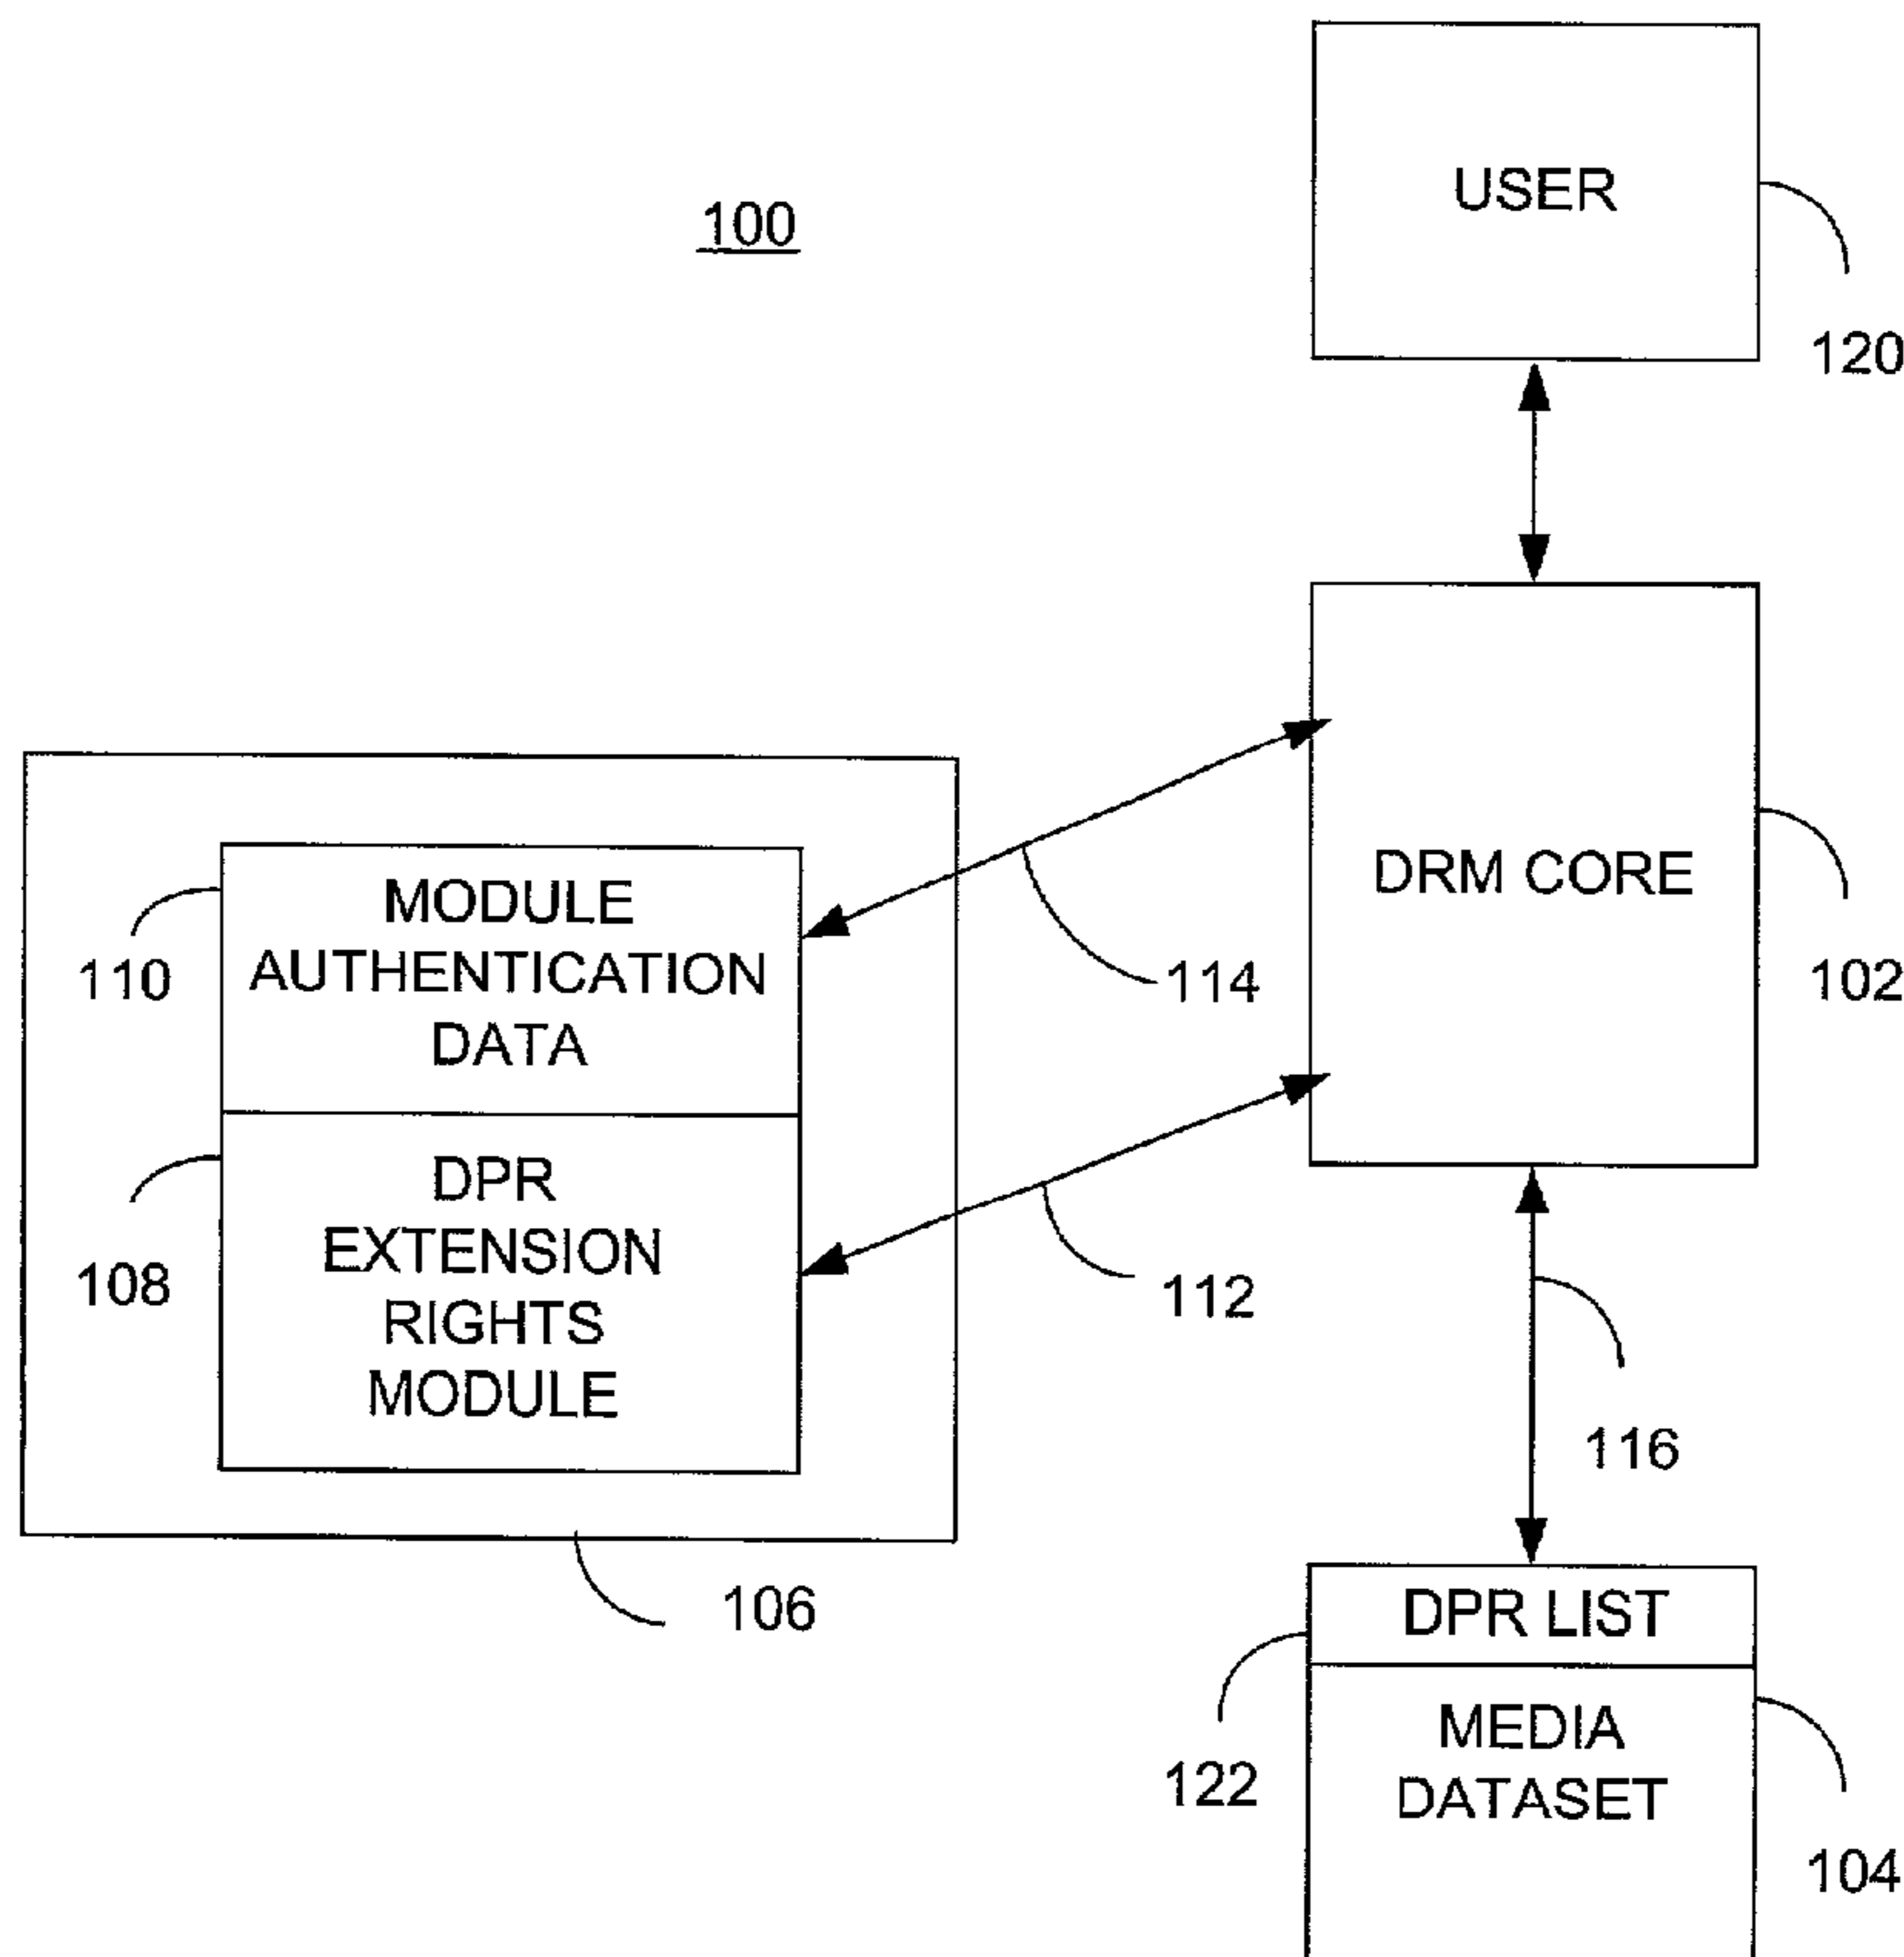 100
USER
120
DRM CORE
102
MODULE
AUTHENTICATION
DATA
110
114
DPR
EXTENSION
RIGHTS
MODULE
108
112
116
106
DPR LIST
122
MEDIA
DATASET
104